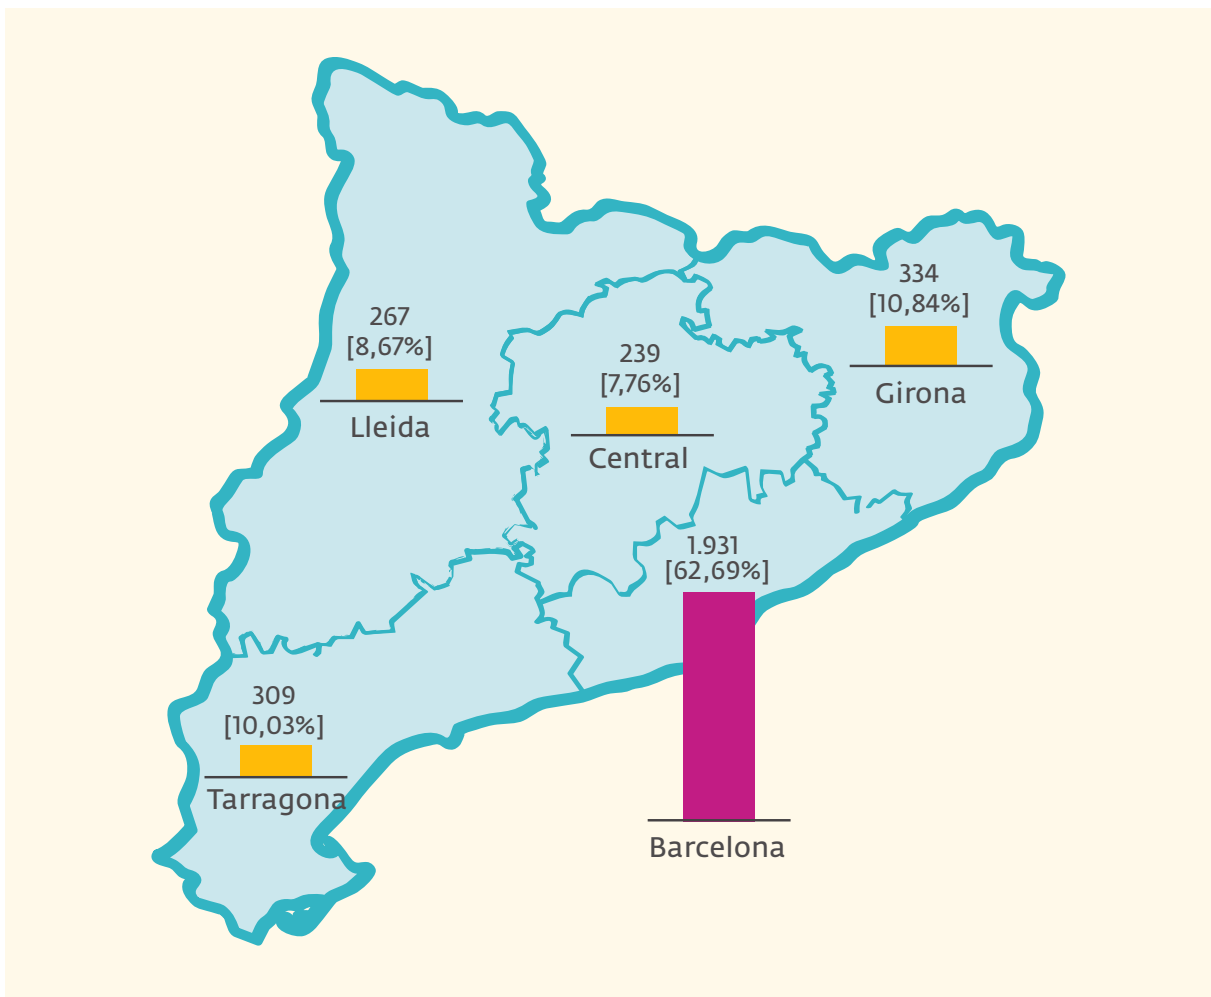 334
[10,84%]
Girona
267
[8,67%]
Lleida
239
[7,76%]
Central
1.931
[62,69%]
Barcelona
309
[10,03%]
Tarragona